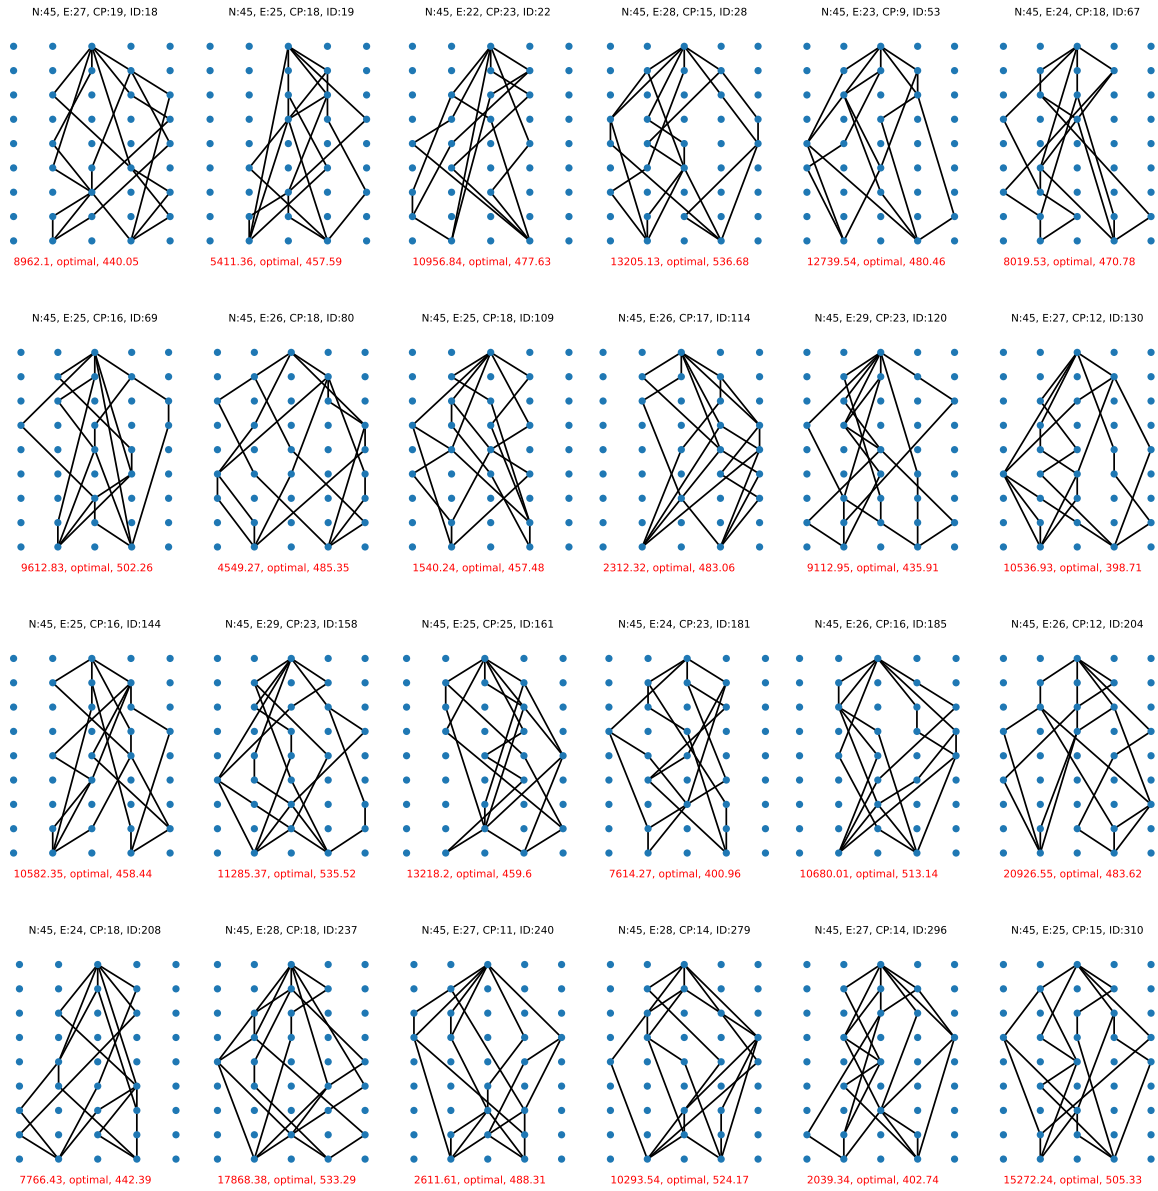 N:45, E:27, CP:19, ID:18
N:45, E:25, CP:18, ID:19
N:45, E:22, CP:23, ID:22
N:45, E:28, CP:15, ID:28
N:45, E:23, CP:9, ID:53
N:45, E:24, CP:18, ID:67
8962.1, optimal, 440.05
5411.36, optimal, 457.59
10956.84, optimal, 477.63
13205.13, optimal, 536.68
12739.54, optimal, 480.46
8019.53, optimal, 470.78
N:45, E:25, CP:16, ID:69
N:45, E:26, CP:18, ID:80
N:45, E:25, CP:18, ID:109
N:45, E:26, CP:17, ID:114
N:45, E:29, CP:23, ID:120
N:45, E:27, CP:12, ID:130
9612.83, optimal, 502.26
4549.27, optimal, 485.35
1540.24, optimal, 457.48
2312.32, optimal, 483.06
9112.95, optimal, 435.91
10536.93, optimal, 398.71
N:45, E:25, CP:16, ID:144
N:45, E:29, CP:23, ID:158
N:45, E:25, CP:25, ID:161
N:45, E:24, CP:23, ID:181
N:45, E:26, CP:16, ID:185
N:45, E:26, CP:12, ID:204
10582.35, optimal, 458.44
11285.37, optimal, 535.52
13218.2, optimal, 459.6
7614.27, optimal, 400.96
10680.01, optimal, 513.14
20926.55, optimal, 483.62
N:45, E:24, CP:18, ID:208
N:45, E:28, CP:18, ID:237
N:45, E:27, CP:11, ID:240
N:45, E:28, CP:14, ID:279
N:45, E:27, CP:14, ID:296
N:45, E:25, CP:15, ID:310
7766.43, optimal, 442.39
17868.38, optimal, 533.29
2611.61, optimal, 488.31
10293.54, optimal, 524.17
2039.34, optimal, 402.74
15272.24, optimal, 505.33